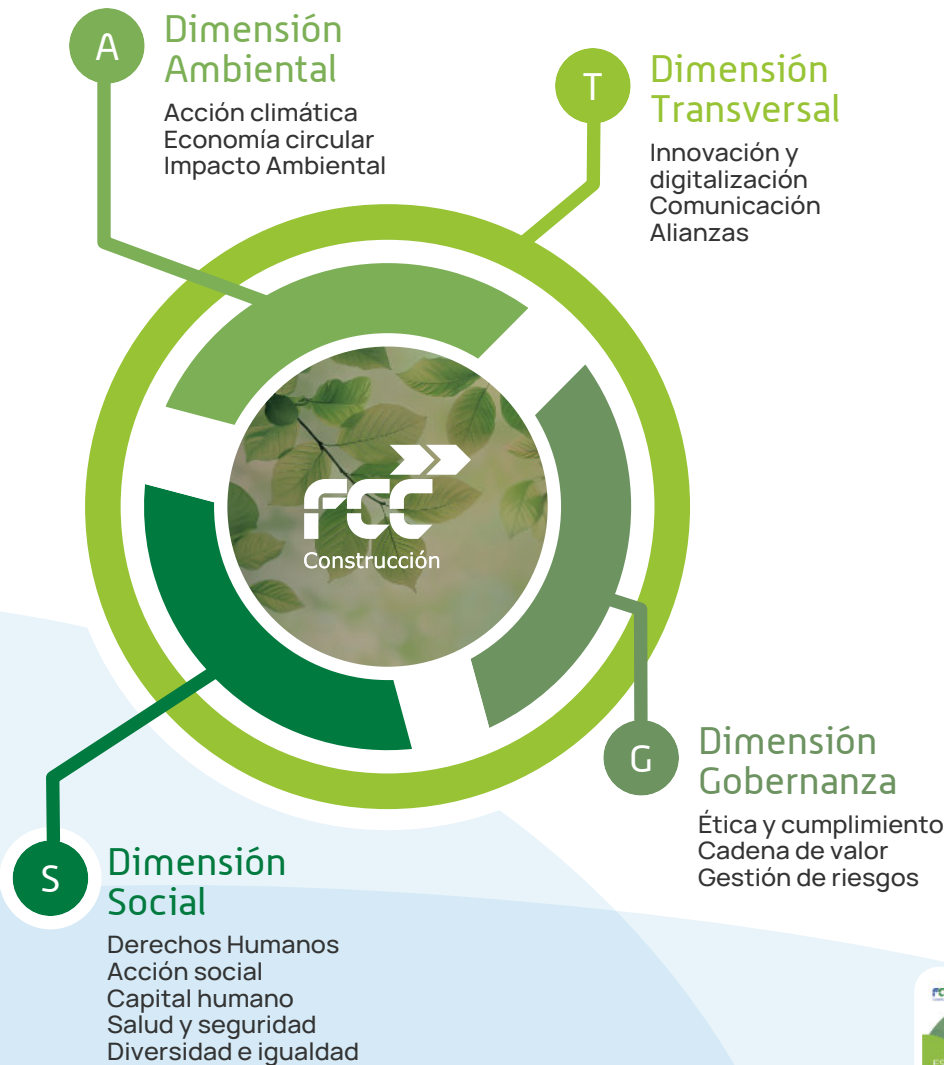 A
Dimensión
Ambiental
Acción climática
Economía circular
Impacto Ambiental
T
Dimensión
Transversal
Innovación y
digitalización
Comunicación
Alianzas
FCC
Construcción
G
Dimensión
Gobernanza
Ética y cumplimiento
Cadena de valor
Gestión de riesgos
S
Dimensión
Social
Derechos Humanos
Acción social
Capital humano
Salud y seguridad
Diversidad e igualdad